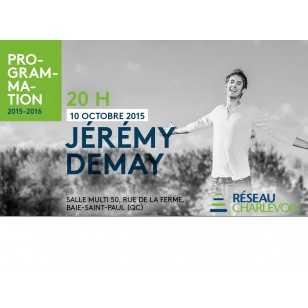 PRO-
GRAM-
MA-
TION
2015-2016
20 H
10 OCTOBRE 2015
JÉRÉMY
DEMAY
SALLE MULTI 50, RUE DE LA FERME,
BAIE-SAINT-PAUL (QC)
RÉSEAU
CHARLEVOIX